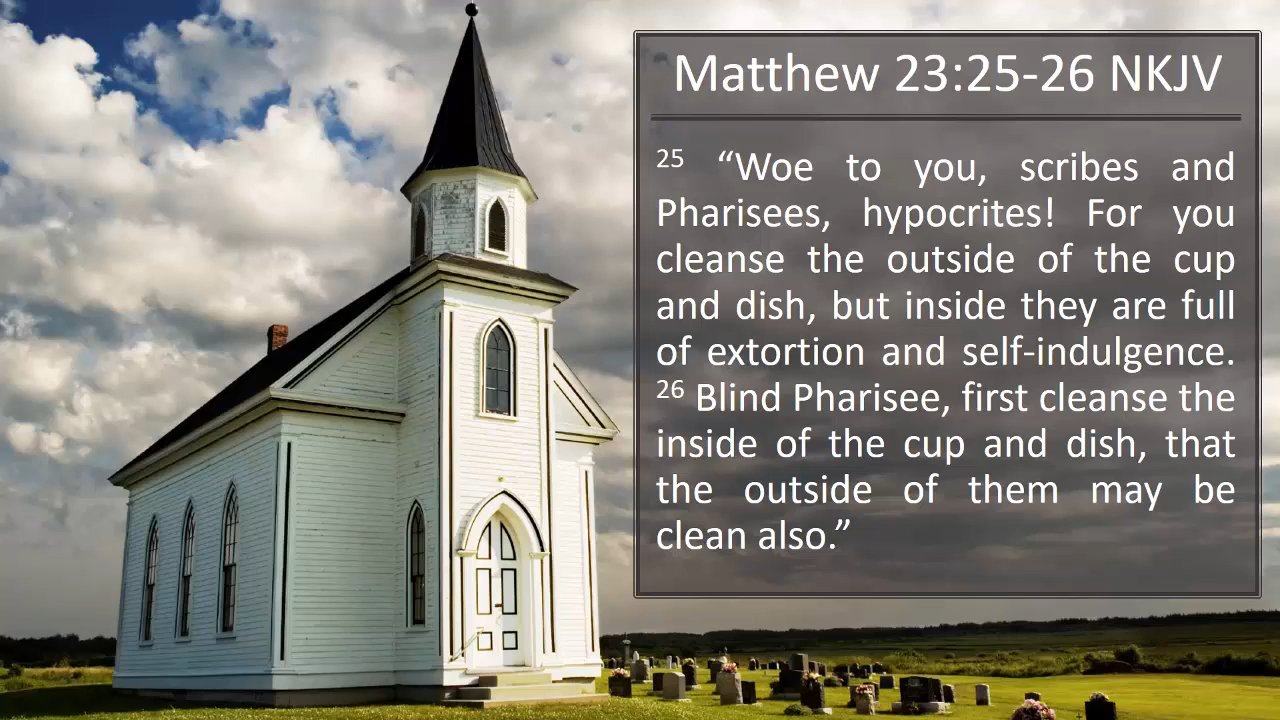 Matthew 23:25-26 NKJV
25 “Woe to you, scribes and
Pharisees, hypocrites! For you
cleanse the outside of the cup
and dish, but inside they are full
of extortion and self-indulgence.
26 Blind Pharisee, first cleanse the
inside of the cup and dish, that
the outside of them may be
clean also.”